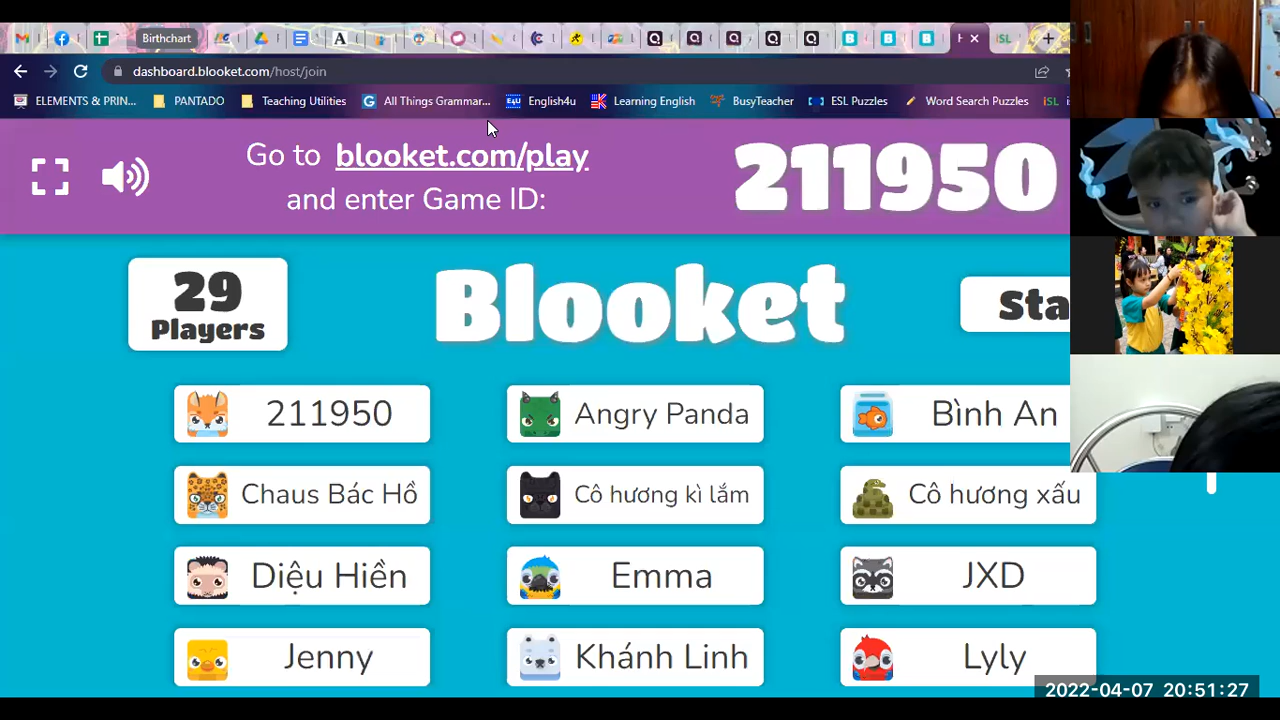 Birthchart
dashboard.blooket.com/host/join
ELEMENTS & PRIN... PANTADO Teaching Utilities All Things Grammar... English4u Learning English BusyTeacher ESL Puzzles Word Search Puzzles iSL
Go to blooket.com/play
and enter Game ID:
211950
29
Players
Blooket
Sta
211950 Angry Panda Bình An
Chaus Bác Hồ Cô hương kì lắm Cô hương xấu
Diệu Hiền Emma JXD
Jenny Khánh Linh Lyly
2022-04-07 20:51:27